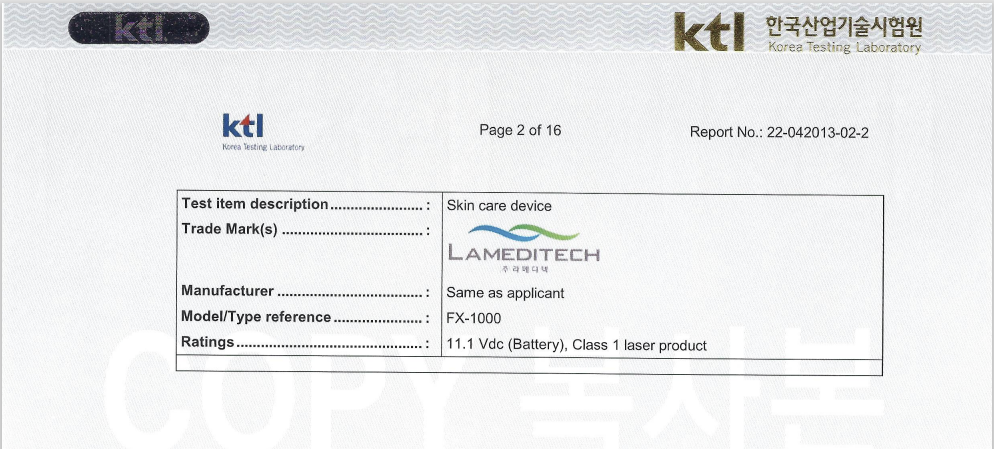 ktl
ktl 한국산업기술시험원
Korea Testing Laboratory
ktl
Korea Testing Laboratory
Page 2 of 16
Report No.: 22-042013-02-2
Test item description....................... : Skin care device
Trade Mark(s) .................................. :
LAMEDITECH
주라메디텍
Manufacturer ................................... : Same as applicant
Model/Type reference...................... : FX-1000
Ratings............................................. : 11.1 Vdc (Battery), Class 1 laser product
COPY 복사본